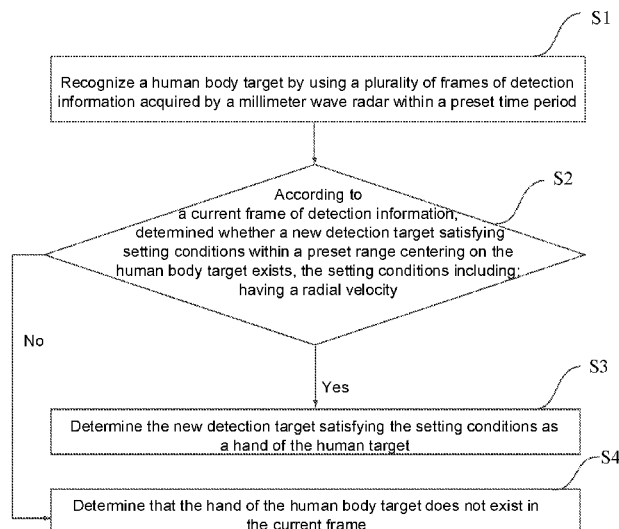 S1
Recognize a human body target by using a plurality of frames of detection
information acquired by a millimeter wave radar within a preset time period
S2
According to
a current frame of detection information,
determined whether a new detection target satisfying
setting conditions within a preset range centering on the
human body target exists, the setting conditions including:
having a radial velocity
No
Yes
S3
Determine the new detection target satisfying the setting conditions as
a hand of the human target
S4
Determine that the hand of the human body target does not exist in
the current frame